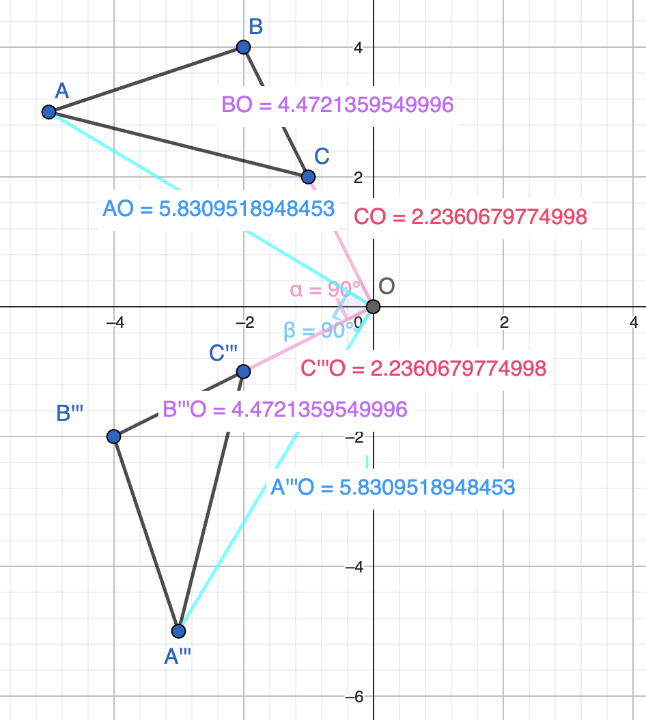 B
4
A
BO = 4.4721359549996
C
2
AO = 5.8309518948453
CO = 2.2360679774998
α = 90°
O
−4
−2
0
2
4
β = 90°
C'''
C'''O = 2.2360679774998
B'''
B'''O = 4.4721359549996
−2
A'''O = 5.8309518948453
−4
A'''
−6